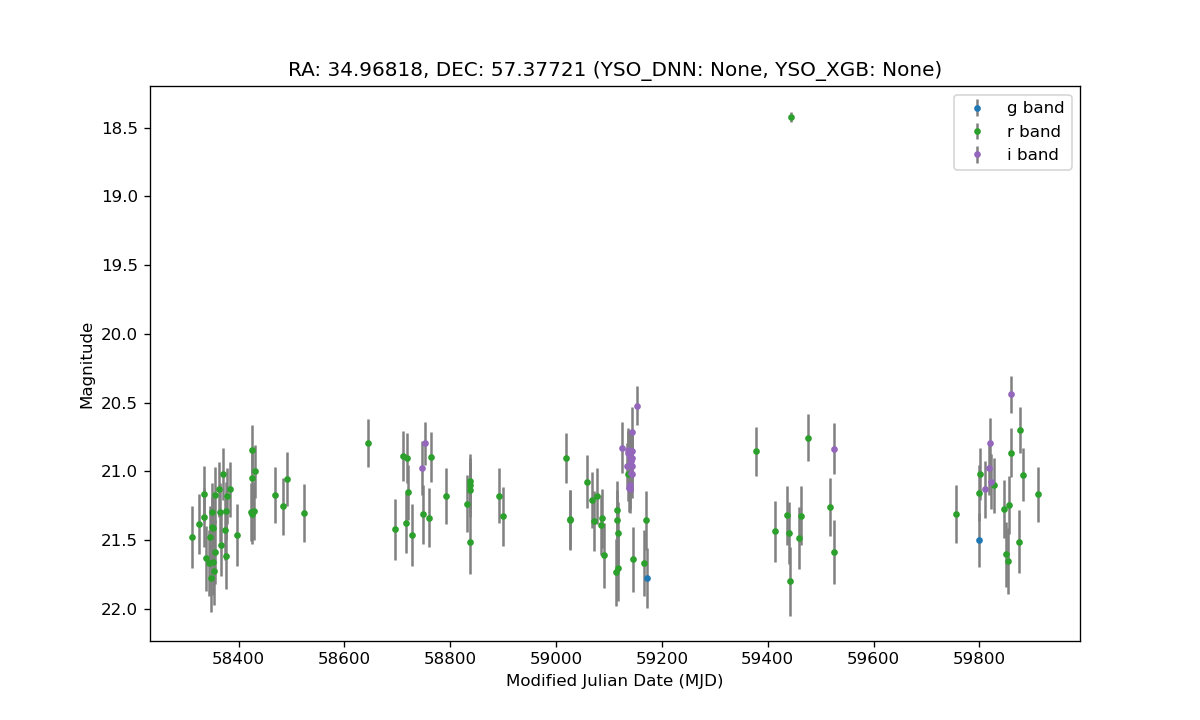 RA: 34.96818, DEC: 57.37721 (YSO_DNN: None, YSO_XGB: None)
g band
r band
i band
18.5
19.0
19.5
20.0
20.5
21.0
21.5
22.0
Magnitude
58400 58600 58800 59000 59200 59400 59600 59800
Modified Julian Date (MJD)